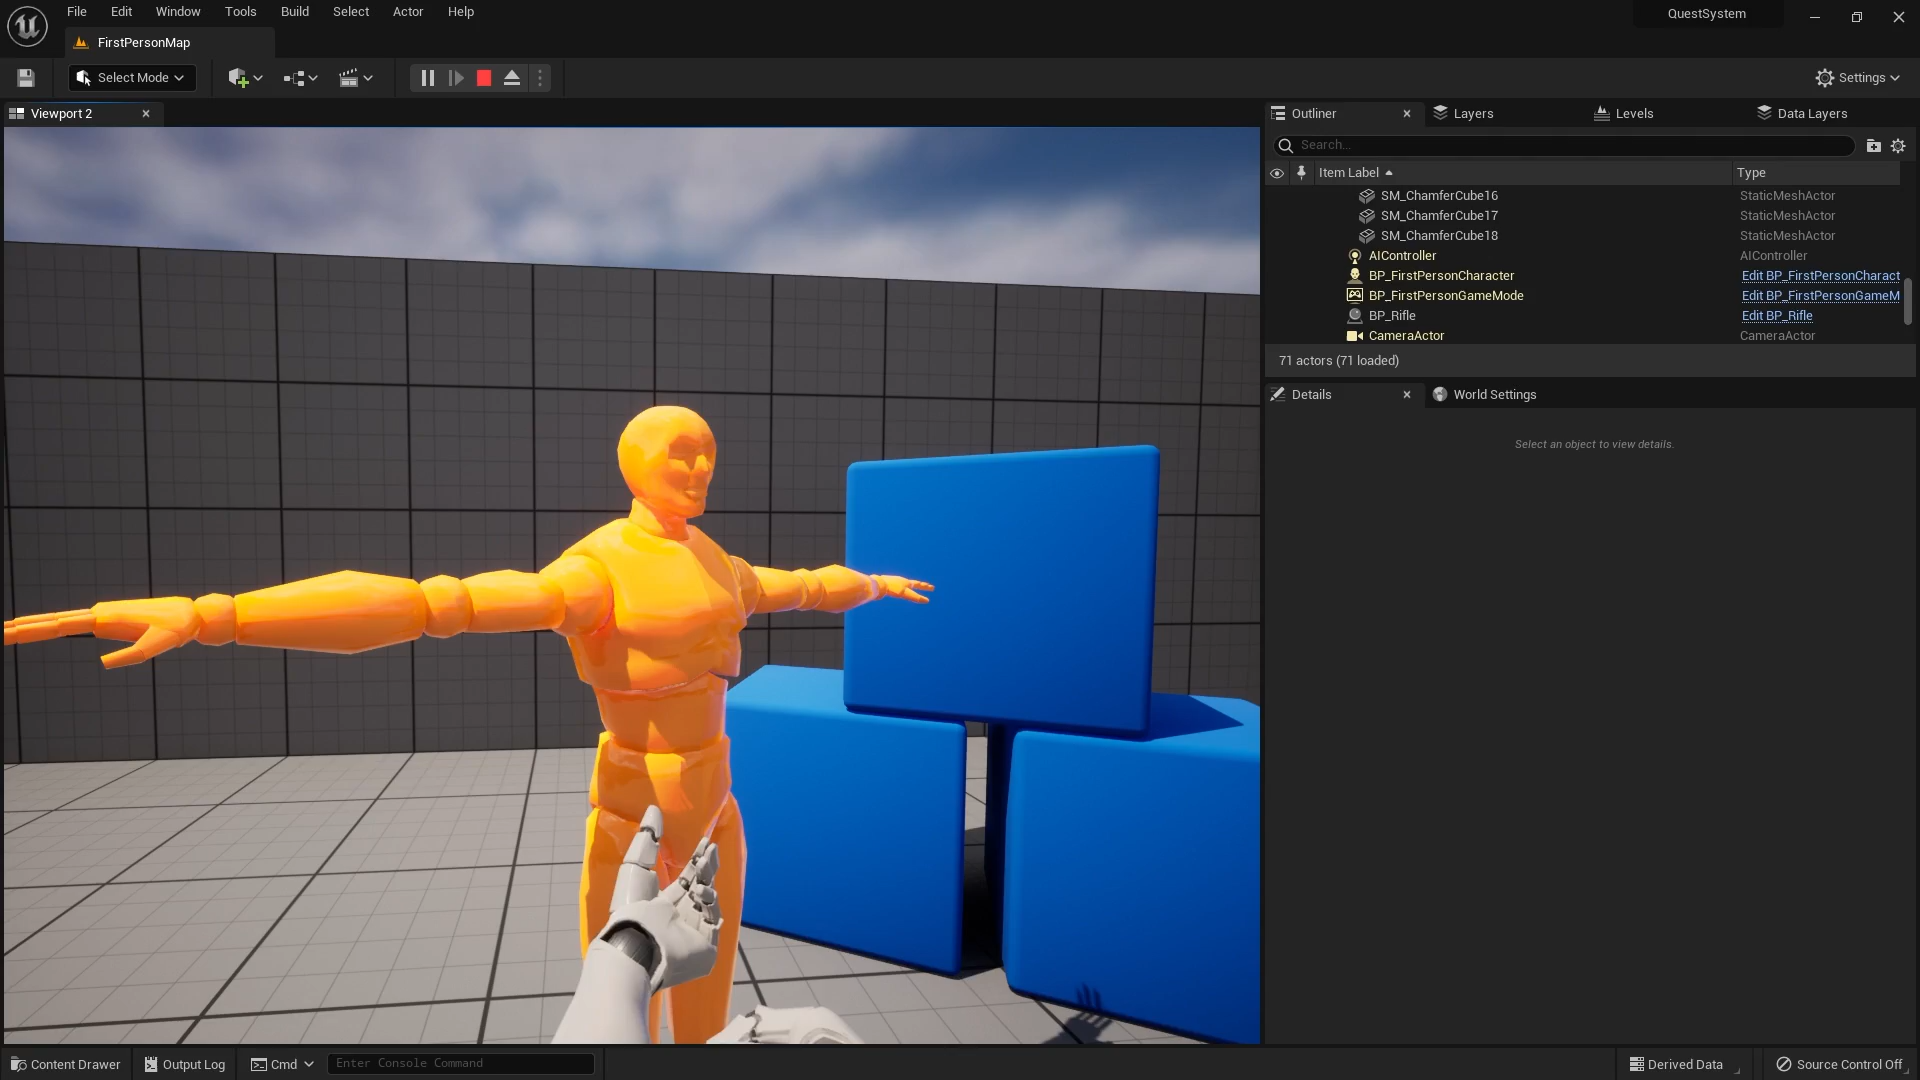 File Edit Window Tools Build Select Actor Help
QuestSystem
FirstPersonMap
Select Mode
Settings
Viewport 2
Outliner
Layers
Levels
Data Layers
Search...
Item Label
Type
SM_ChamferCube16 StaticMeshActor
SM_ChamferCube17 StaticMeshActor
SM_ChamferCube18 StaticMeshActor
AIController AIController
BP_FirstPersonCharacter Edit BP_FirstPersonCharact
BP_FirstPersonGameMode Edit BP_FirstPersonGameM
BP_Rifle Edit BP_Rifle
CameraActor CameraActor
71 actors (71 loaded)
Details
World Settings
Select an object to view details.
Content Drawer
Output Log
Cmd
Enter Console Command
Derived Data
Source Control Off